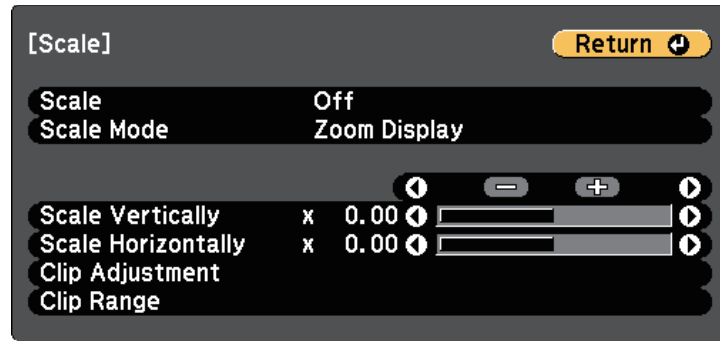 [Scale]
Return
Scale Off
Scale Mode Zoom Display
Scale Vertically x 0.00
Scale Horizontally x 0.00
Clip Adjustment
Clip Range